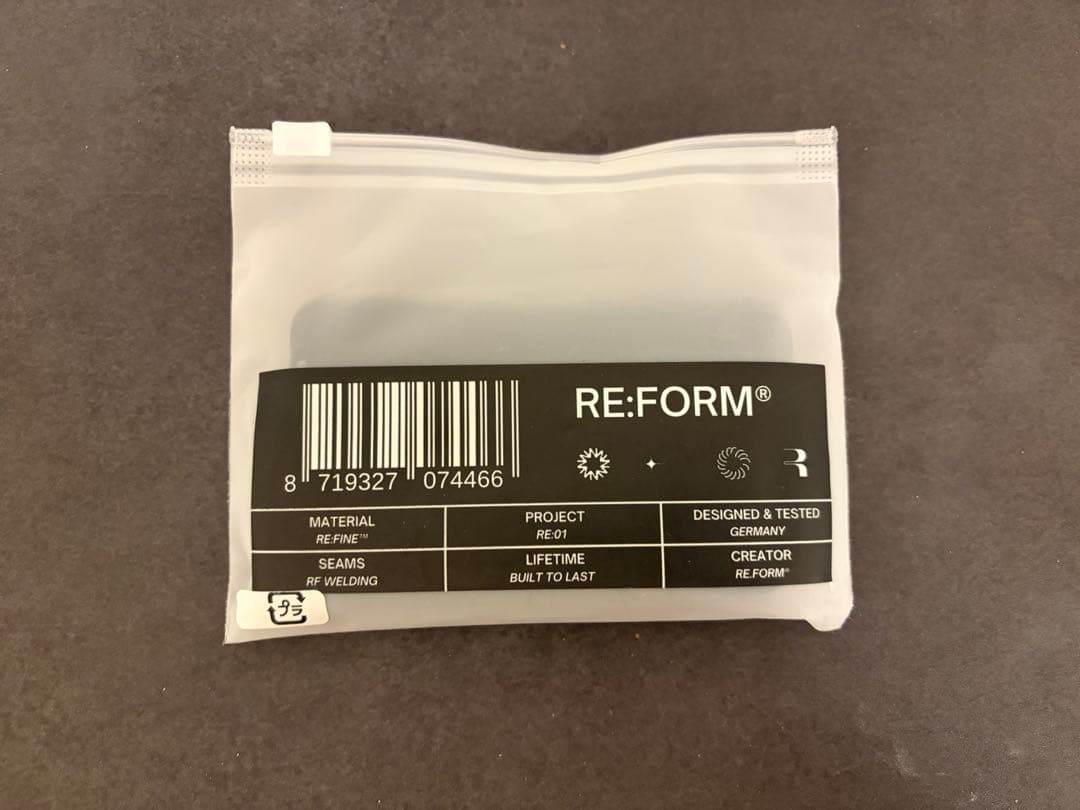 RE:FORM®
8 719327 074466
MATERIAL
RE:FINE™
PROJECT
RE:01
DESIGNED & TESTED
GERMANY
SEAMS
RF WELDING
LIFETIME
BUILT TO LAST
CREATOR
RE.FORM®
プラ